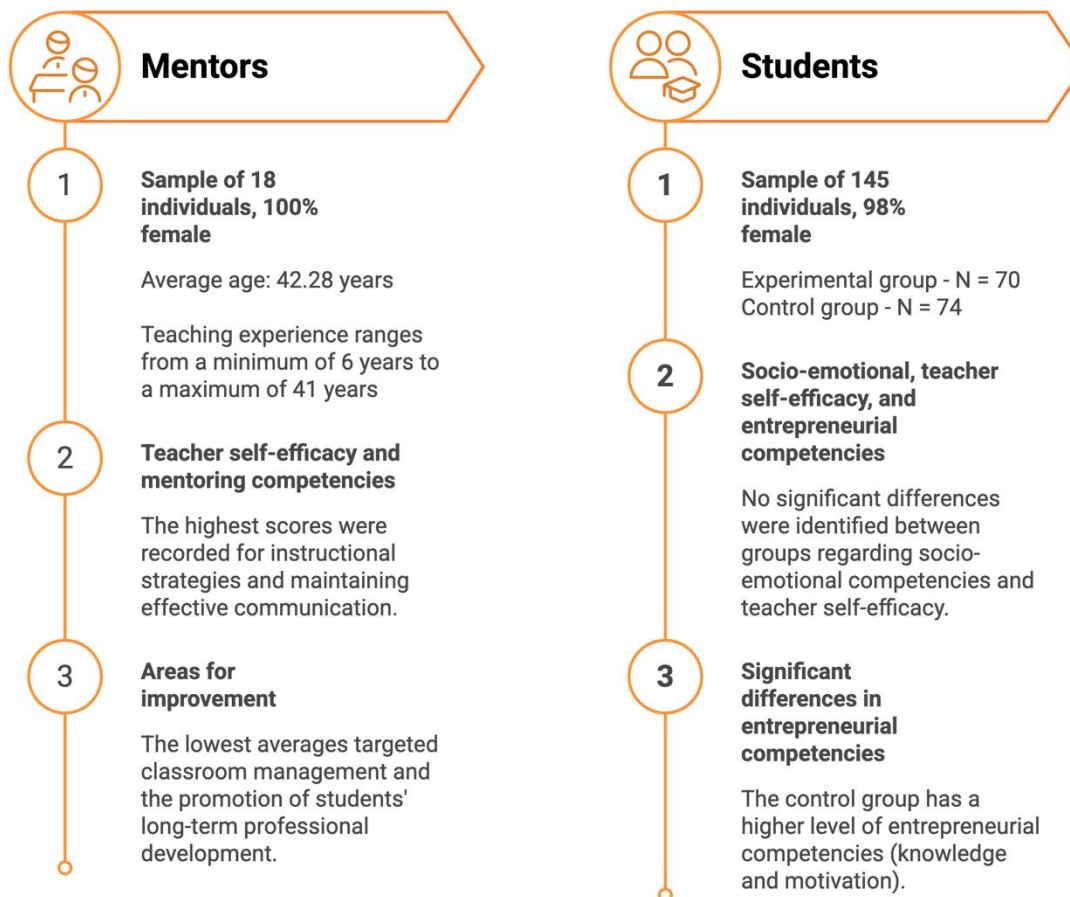 Mentors
1
Sample of 18
individuals, 100%
female
Average age: 42.28 years
Teaching experience ranges
from a minimum of 6 years to
a maximum of 41 years
2
Teacher self-efficacy and
mentoring competencies
The highest scores were
recorded for instructional
strategies and maintaining
effective communication.
3
Areas for
improvement
The lowest averages targeted
classroom management and
the promotion of students'
long-term professional
development.
Students
1
Sample of 145
individuals, 98%
female
Experimental group - N = 70
Control group - N = 74
2
Socio-emotional, teacher
self-efficacy, and
entrepreneurial
competencies
No significant differences
were identified between
groups regarding socio-
emotional competencies and
teacher self-efficacy.
3
Significant
differences in
entrepreneurial
competencies
The control group has a
higher level of entrepreneurial
competencies (knowledge
and motivation).